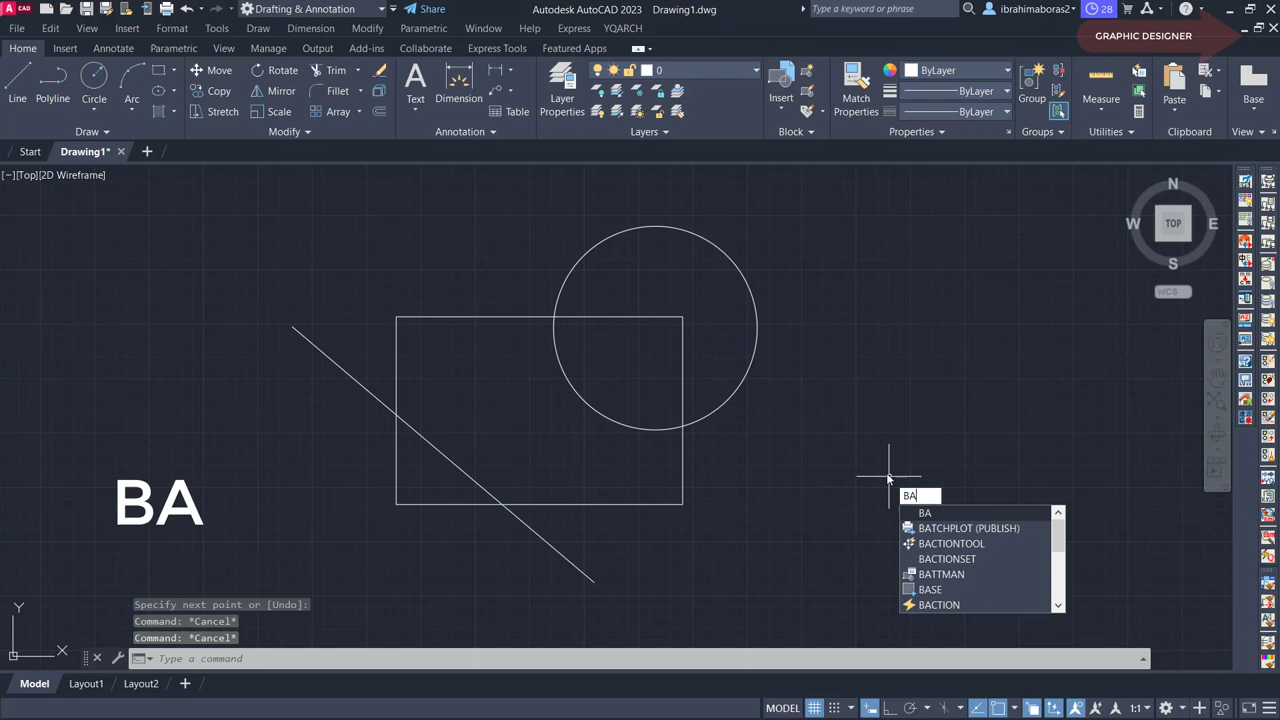 CAD
Drafting & Annotation
Share
Autodesk AutoCAD 2023 Drawing1.dwg
Type a keyword or phrase
ibrahimaboras2
28
File Edit View Insert Format Tools Draw Dimension Modify Parametric Window Help Express YQARCH
GRAPHIC DESIGNER
Home Insert Annotate Parametric View Manage Output Add-ins Collaborate Express Tools Featured Apps
Line Polyline Circle Arc
Move Rotate Trim
Copy Mirror Fillet
Stretch Scale Array
Text Dimension
Table
Layer Properties
0
Insert
Match Properties
ByLayer
ByLayer
ByLayer
Group
Measure
Paste
Base
Draw Modify Annotation Layers Block Properties Groups Utilities Clipboard View
Start Drawing1*
[−][Top][2D Wireframe]
N
W TOP E
S
WCS
BA
BA
BA
BATCHPLOT (PUBLISH)
BACTIONTOOL
BACTIONSET
BATTMAN
BASE
BACTION
Y
X
Specify next point or [Undo]:
Command: *Cancel*
Command: *Cancel*
Type a command
Model Layout1 Layout2
MODEL
1:1